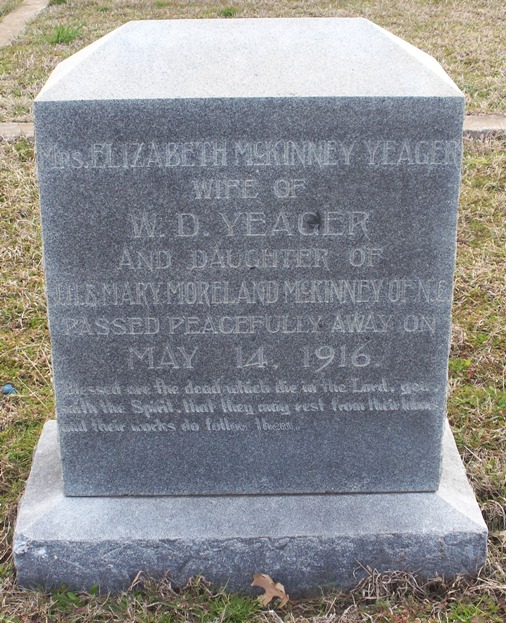 MRS. ELIZABETH MCKINNEY YEAGER
WIFE OF
W. D. YEAGER
AND DAUGHTER OF
& MARY MORELAND MCKINNEY OF N.C.
PASSED PEACEFULLY AWAY ON
MAY 14, 1916.
Blessed are the dead which die in the Lord, yea,
saith the Spirit, that they may rest from their labors
and their works do follow them.